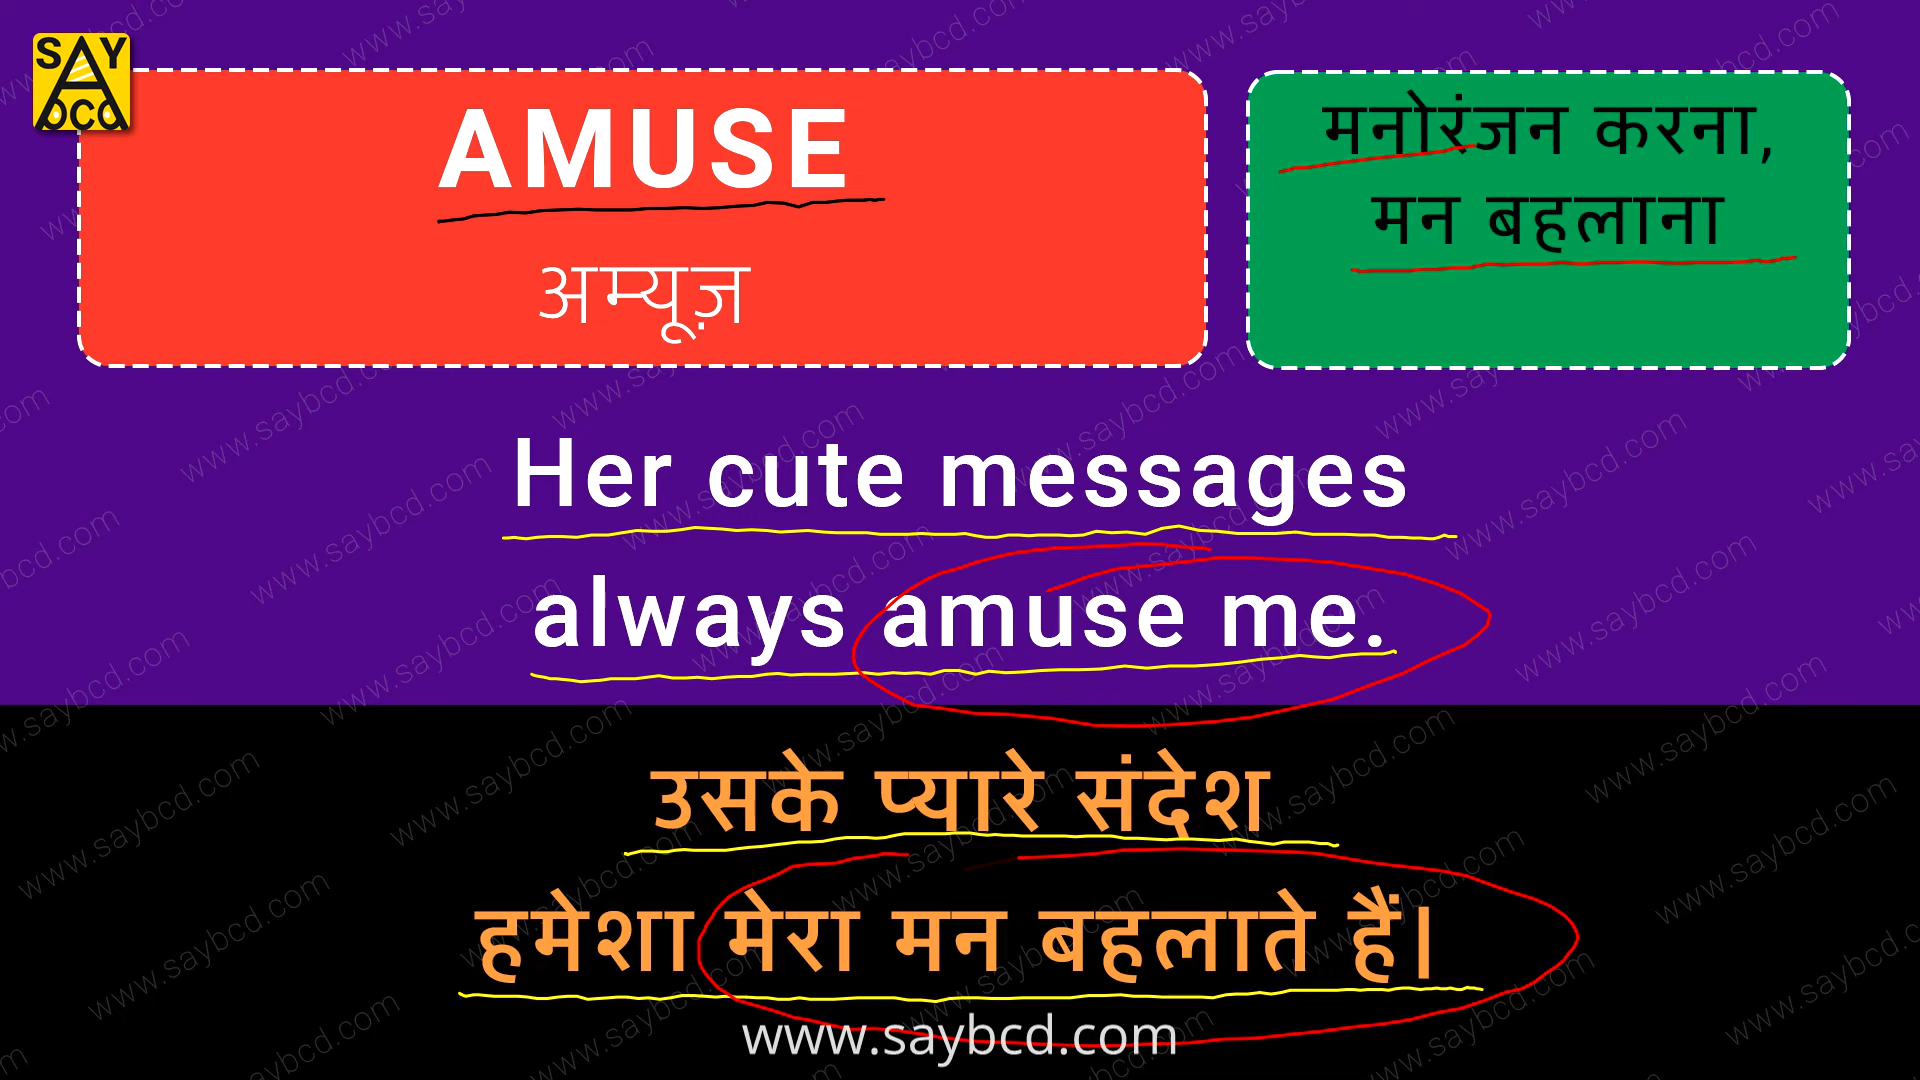 SAY
bcd
AMUSE
अम्यूज़
मनोरंजन करना,
मन बहलाना
Her cute messages
always amuse me.
उसके प्यारे संदेश
हमेशा मेरा मन बहलाते हैं।
www.saybcd.com